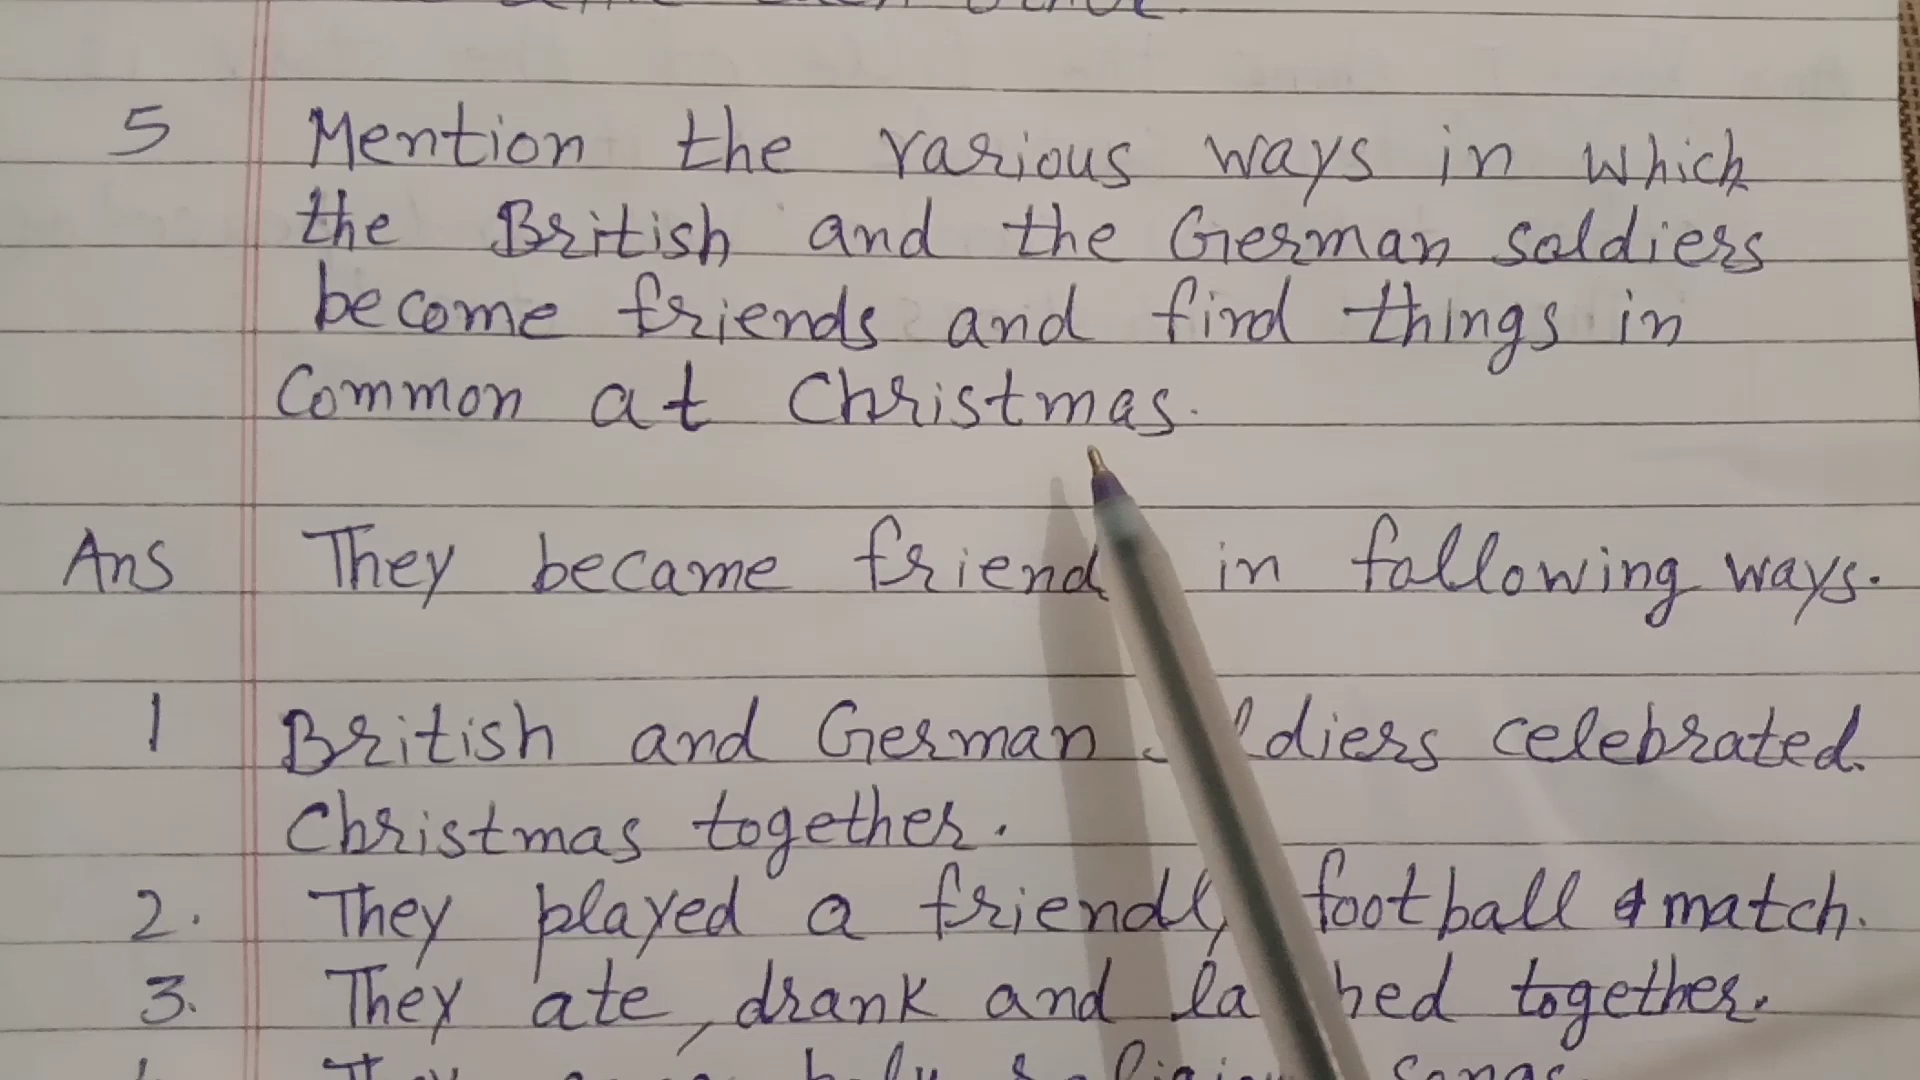 5 Mention the various ways in which
the British and the German soldiers
become friends and find things in
Common at Christmas.
Ans They became friend in following ways.
1 British and German celebrated.
Christmas together.
2. They played a friendly football match.
3. They ate, drank and together.